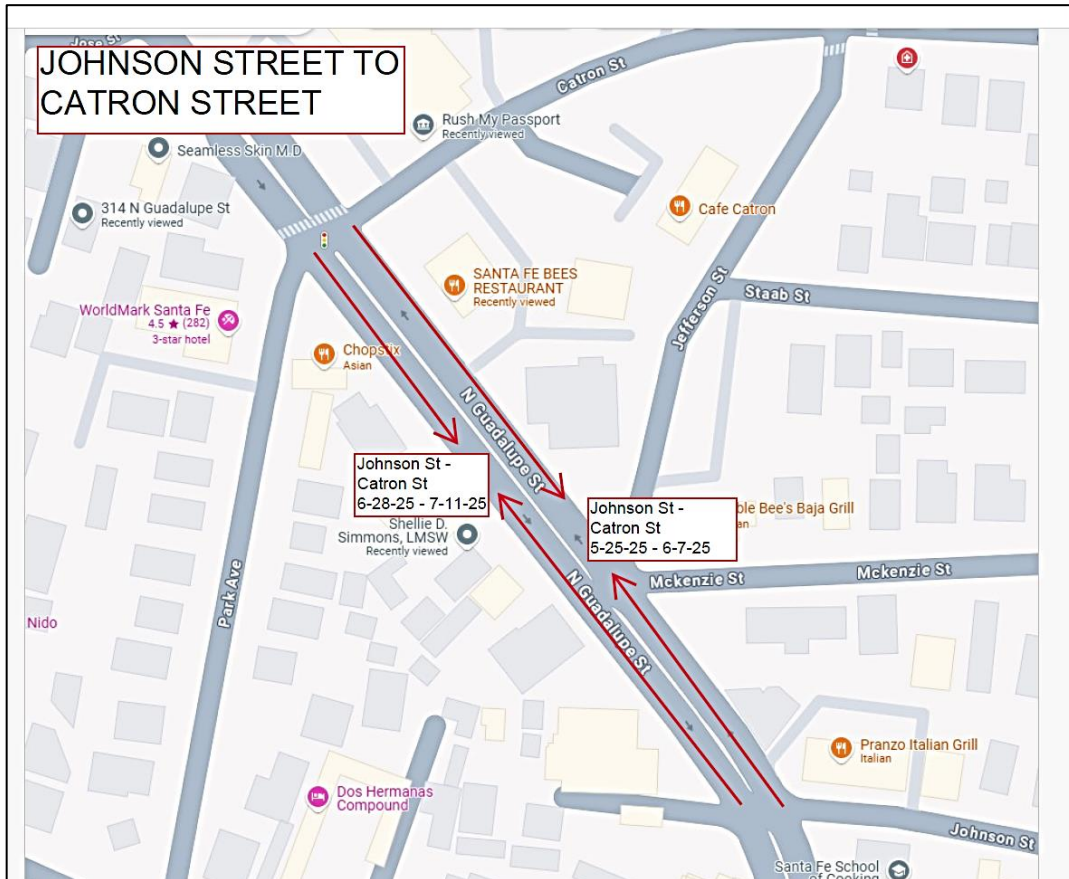 Jose St
JOHNSON STREET TO
CATRON STREET
Catron St
Rush My Passport
Recently viewed
Seamless Skin M.D
314 N Guadalupe St
Recently viewed
Cafe Catron
SANTA FE BEES
RESTAURANT
Recently viewed
Staab St
Jefferson St
WorldMark Santa Fe
4.5 ★ (282)
3-star hotel
Chopstix
Asian
N Guadalupe St
Johnson St -
Catron St
6-28-25 - 7-11-25
Johnson St -
Catron St
5-25-25 - 6-7-25
ble Bee's Baja Grill
an
Shellie D.
Simmons, LMSW
Recently viewed
Mckenzie St
Mckenzie St
N Guadalupe St
Park Ave
Nido
Pranzo Italian Grill
Italian
Dos Hermanas
Compound
Johnson St
Santa Fe School
of Cooking